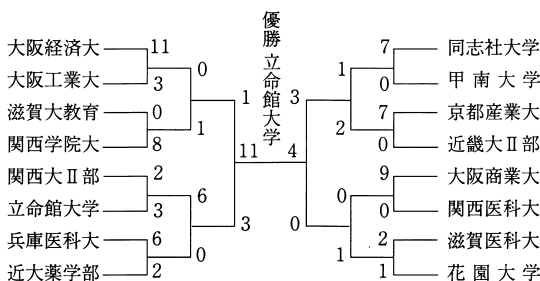 優勝 立命館大学
大阪経済大 11 7 同志社大学
0 1
大阪工業大 3 0 甲南大学
1 3
滋賀大教育 0 7 京都産業大
1 2
関西学院大 8 0 近畿大Ⅱ部
11 4
関西大Ⅱ部 2 9 大阪商業大
6 0
立命館大学 3 0 関西医科大
3 0
兵庫医科大 6 2 滋賀医科大
0 1
近大薬学部 2 1 花園大学